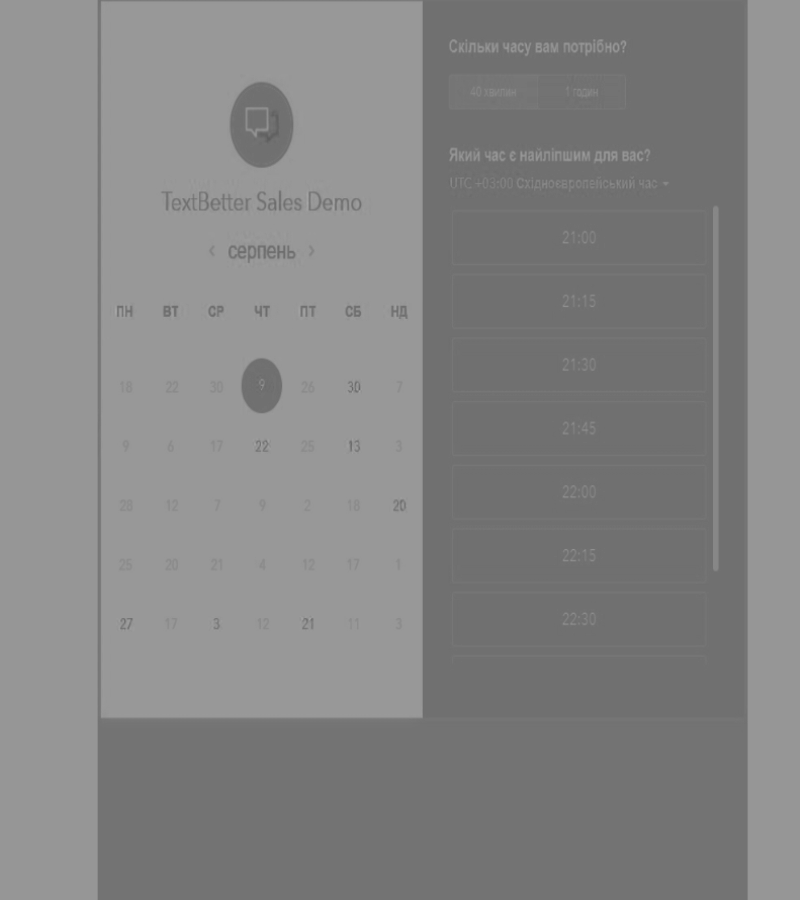 TextBetter Sales Demo
‹ серпень ›
ПН ВТ СР ЧТ ПТ СБ НД
18 22 30 9 26 30 7
9 6 17 22 25 13 3
28 12 7 9 2 18 20
25 20 21 4 12 17 1
27 17 3 12 21 11 3
Скільки часу вам потрібно?
40 хвилин 1 годин
Який час є найліпшим для вас?
UTC +03:00 Східноєвропейський час
21:00
21:15
21:30
21:45
22:00
22:15
22:30